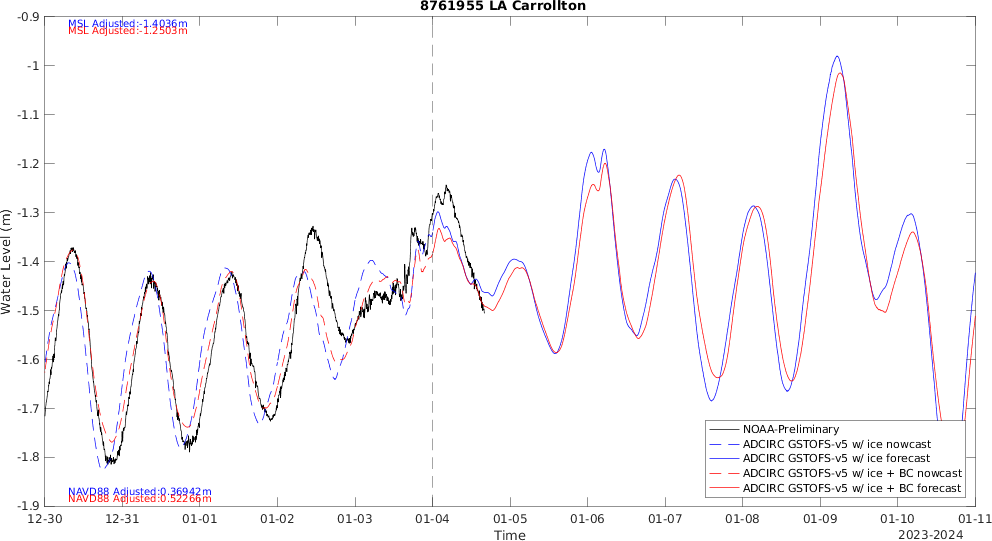 8761955 LA Carrollton
MSL Adjusted:-1.4036m
MSL Adjusted:-1.2503m
-0.9
-1
-1.1
-1.2
-1.3
-1.4
-1.5
-1.6
-1.7
-1.8
-1.9
Water Level (m)
NOAA-Preliminary
ADCIRC GSTOFS-v5 w/ ice nowcast
ADCIRC GSTOFS-v5 w/ ice forecast
ADCIRC GSTOFS-v5 w/ ice + BC nowcast
ADCIRC GSTOFS-v5 w/ ice + BC forecast
NAVD88 Adjusted:0.36942m
NAVD88 Adjusted:0.52266m
12-30 12-31 01-01 01-02 01-03 01-04 01-05 01-06 01-07 01-08 01-09 01-10 01-11
Time
2023-2024